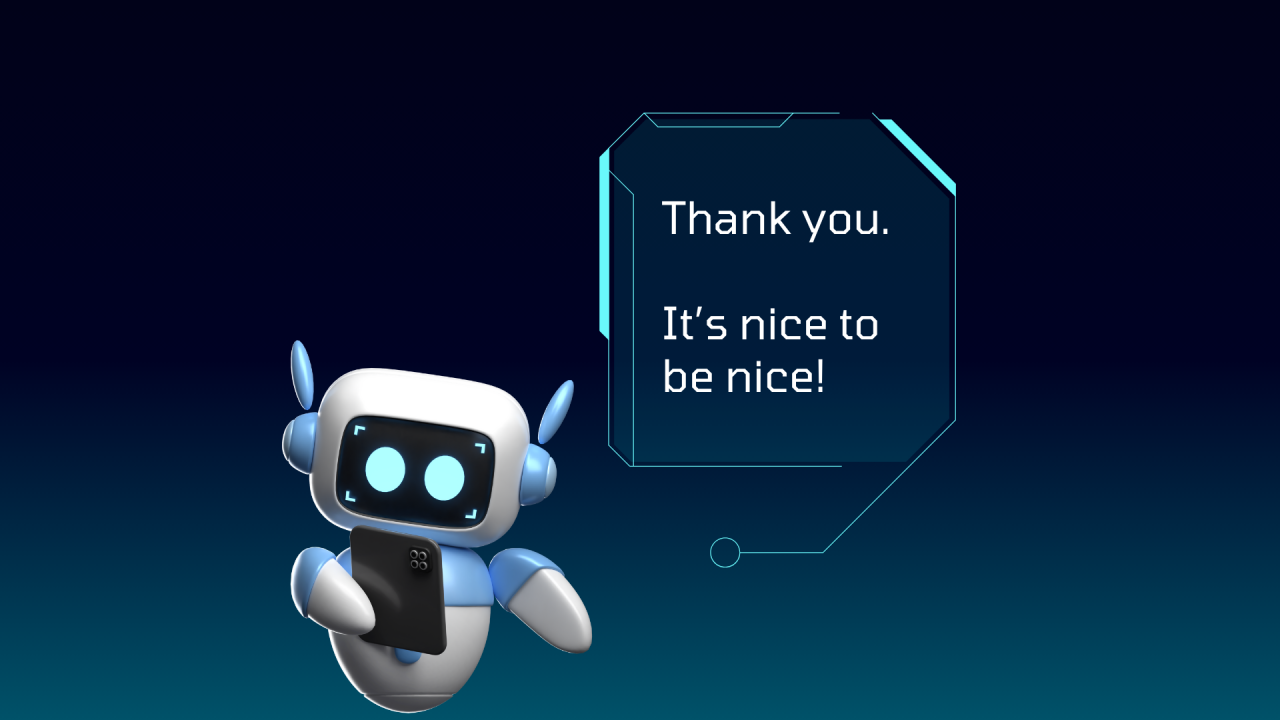 Thank you.
It’s nice to
be nice!